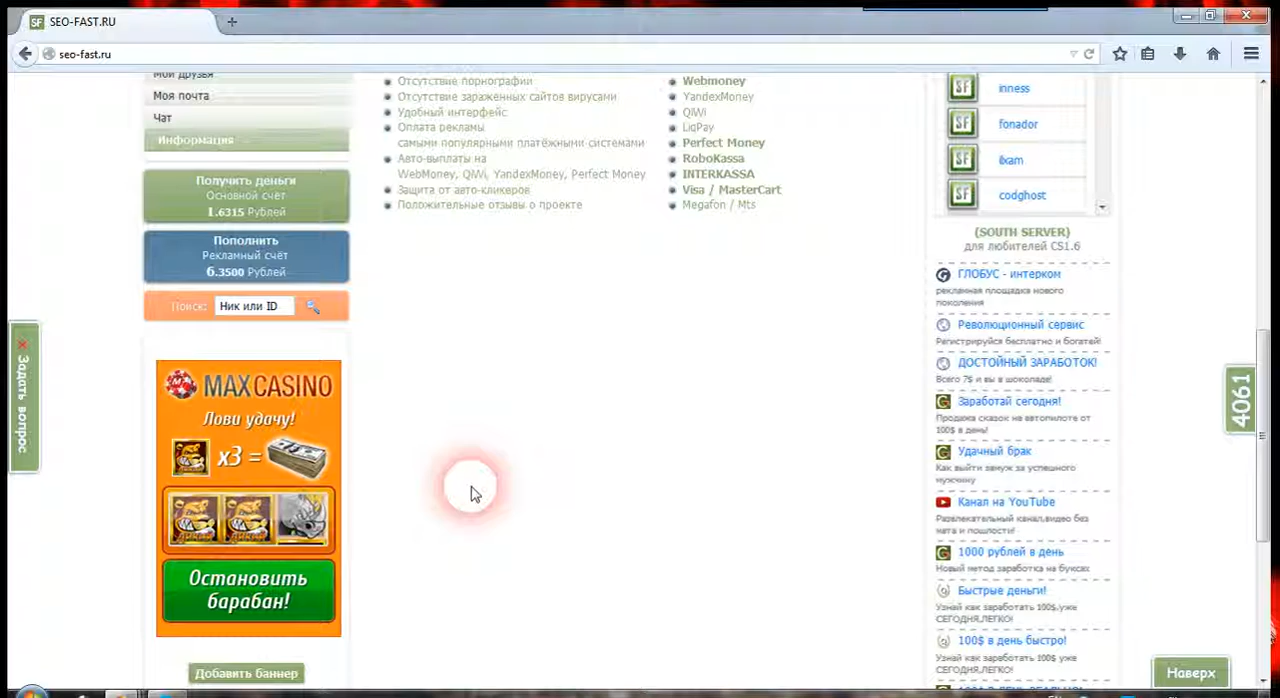 SEO-FAST.RU
seo-fast.ru
Мои друзья
Моя почта
Чат
Информация
Получить деньги
Основной счёт
1.6315 Рублей
Пополнить
Рекламный счёт
6.3500 Рублей
Поиск: Ник или ID
Задать вопрос
MAXCASINO
Лови удачу!
x3 =
Остановить
барабан!
Добавить баннер
Отсутствие порнографии
Отсутствие зараженных сайтов вирусами
Удобный интерфейс
Оплата рекламы
самыми популярными платёжными системами
Авто-выплаты на
WebMoney, QiWi, YandexMoney, Perfect Money
Защита от авто-кликеров
Положительные отзывы о проекте
Webmoney
YandexMoney
QiWi
LiqPay
Perfect Money
RoboKassa
INTERKASSA
Visa / MasterCart
Megafon / Mts
SF inness
SF fonador
SF
SF codghost
(SOUTH SERVER)
для любителей CS1.6
ГЛОБУС - интерком
рекламная площадка нового
поколения
Революционный сервис
Регистрируйся бесплатно и богатей!
ДОСТОЙНЫЙ ЗАРАБОТОК!
Всего 7$ и вы в шоколаде!
Заработай сегодня!
Продажа сказок на автопилоте от
100$ в день!
Удачный брак
Как выйти замуж за успешного
мужчину
Канал на YouTube
Развлекательный канал,видео без
мата и пошлости!
1000 рублей в день
Новый метод заработка на буксах
Быстрые деньги!
Узнай как заработать 100$.уже
СЕГОДНЯ,ЛЕГКО!
100$ в день быстро!
Узнай как заработать 100$.уже
СЕГОДНЯ,ЛЕГКО!
4061
Наверх